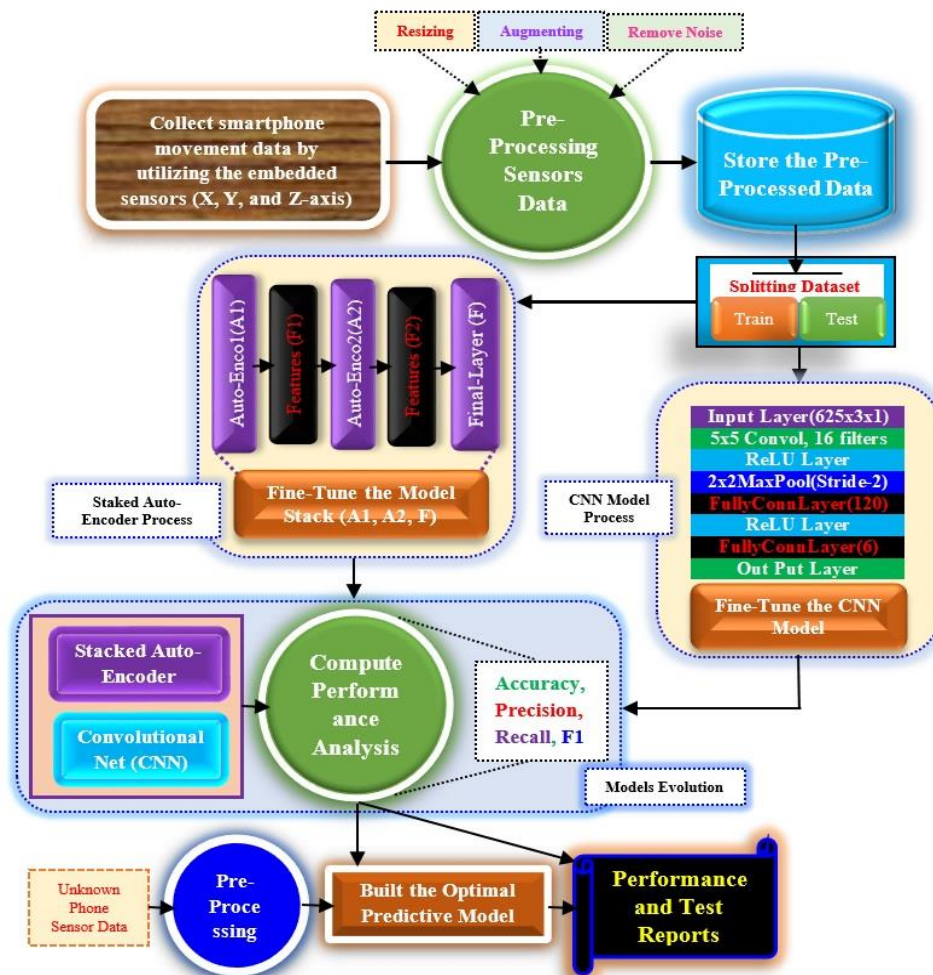 Resizing
Augmenting
Remove Noise
Collect smartphone
movement data by
utilizing the embedded
sensors (X, Y, and Z-axis)
Pre-
Processing
Sensors
Data
Store the Pre-
Processed Data
Splitting Dataset
Train
Test
Auto-Enco1(A1)
Features (F1)
Auto-Enco2(A2)
Features (F2)
Final-Layer (F)
Fine-Tune the Model
Stack (A1, A2, F)
Staked Auto-
Encoder Process
CNN Model
Process
Input Layer(625x3x1)
5x5 Convol, 16 filters
ReLU Layer
2x2MaxPool(Stride-2)
FullyConnLayer(120)
ReLU Layer
FullyConnLayer(6)
Out Put Layer
Fine-Tune the CNN
Model
Stacked Auto-
Encoder
Convolutional
Net (CNN)
Compute
Perform
ance
Analysis
Accuracy,
Precision,
Recall, F1
Models Evolution
Unknown
Phone
Sensor Data
Pre-
Proce
ssing
Built the Optimal
Predictive Model
Performance
and Test
Reports